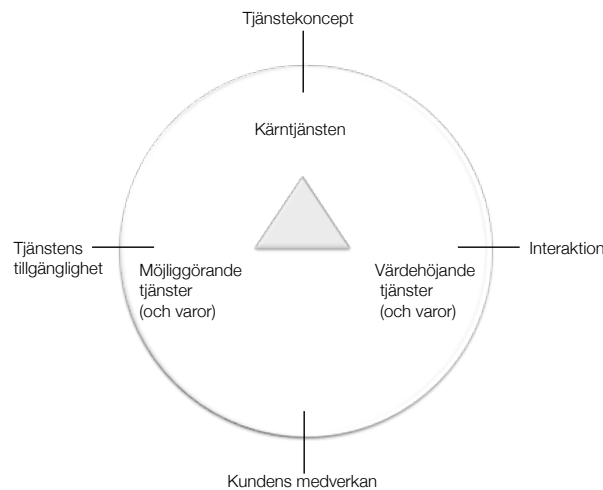 Tjänstekoncept
Kärntjänsten
Tjänstens
tillgänglighet
Möjliggörande
tjänster
(och varor)
Värdehöjande
tjänster
(och varor)
Interaktion
Kundens medverkan